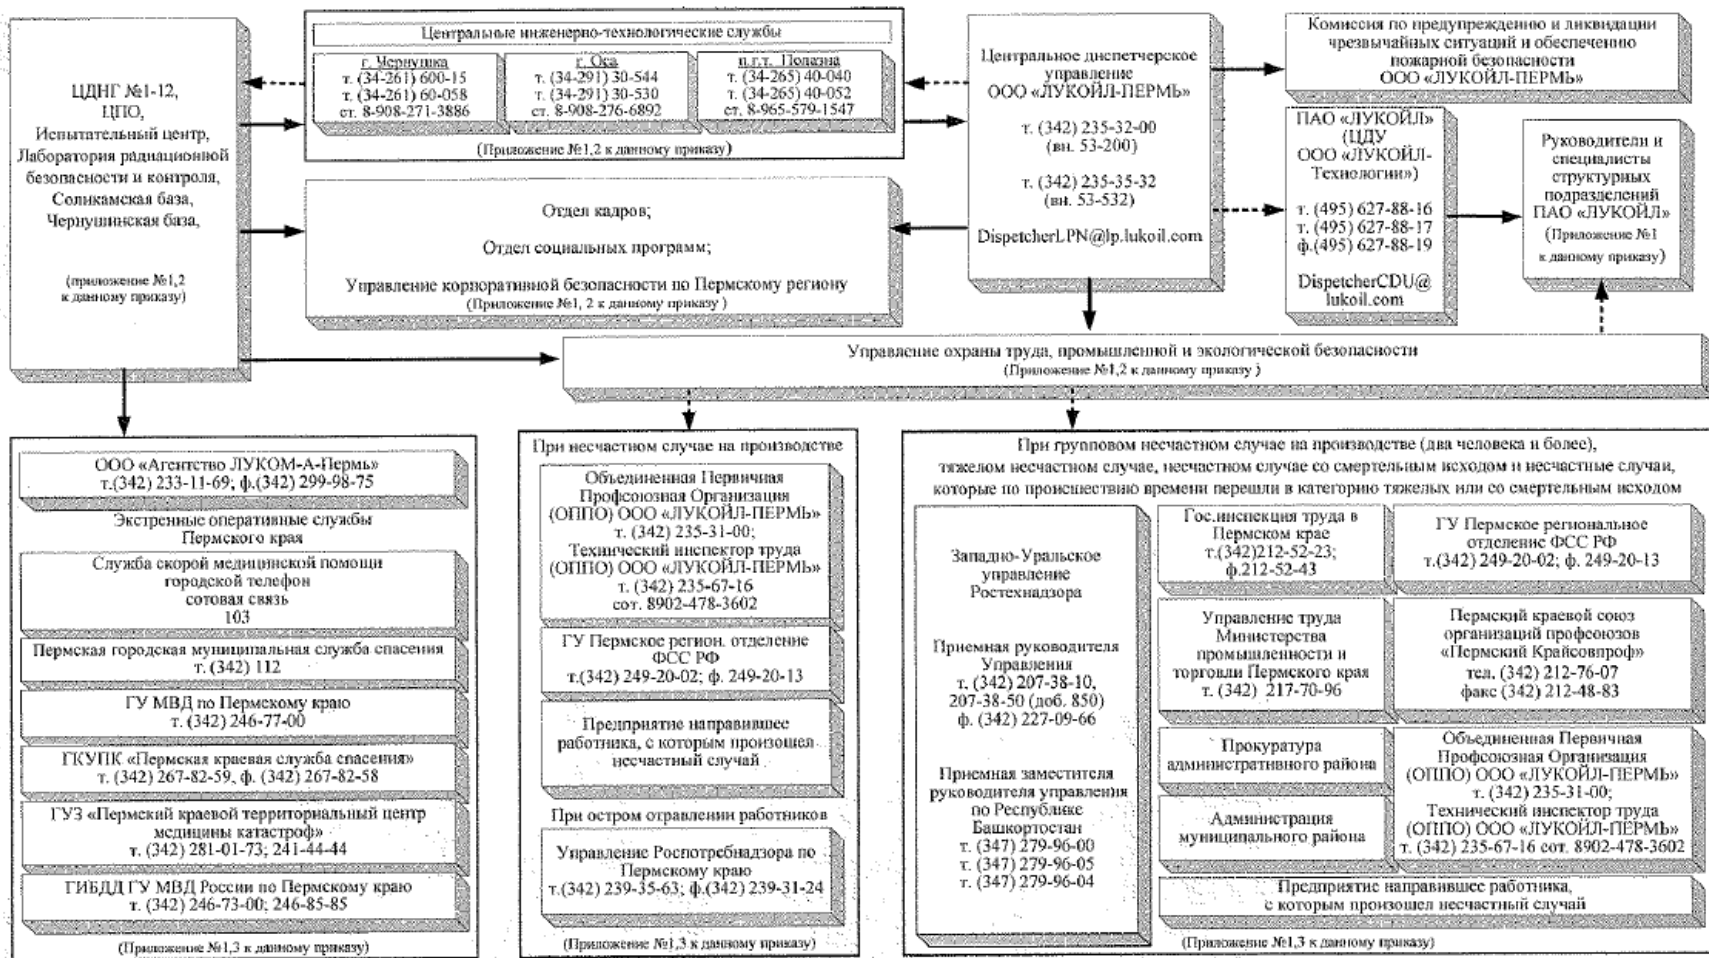 ЦДНГ №1-12,
ЦПО,
Испытательный центр,
Лаборатория радиационной
безопасности и контроля,
Соликамская база,
Чернушинская база,
(приложение №1,2
к данному приказу)
Центральные инженерно-технологические службы
г. Чернушка
т. (34-261) 600-15
т. (34-261) 60-058
ст. 8-908-271-3886
г. Оса
т. (34-291) 30-544
т. (34-291) 30-530
ст. 8-908-276-6892
п.г.т. Полазна
т. (34-265) 40-040
т. (34-265) 40-052
ст. 8-965-579-1547
(Приложение №1,2 к данному приказу)
Отдел кадров;
Отдел социальных программ;
Управление корпоративной безопасности по Пермскому региону
(Приложение №1, 2 к данному приказу )
Центральное диспетчерское
управление
ООО «ЛУКОЙЛ-ПЕРМЬ»
т. (342) 235-32-00
(вн. 53-200)
т. (342) 235-35-32
(вн. 53-532)
DispetcherLPN@lp.lukoil.com
Комиссия по предупреждению и ликвидации
чрезвычайных ситуаций и обеспечению
пожарной безопасности
ООО «ЛУКОЙЛ-ПЕРМЬ»
ПАО «ЛУКОЙЛ»
(ЦДУ
ООО «ЛУКОЙЛ-
Технологии»)
т. (495) 627-88-16
т. (495) 627-88-17
ф.(495) 627-88-19
DispetcherCDU@
lukoil.com
Руководители и
специалисты
структурных
подразделений
ПАО «ЛУКОЙЛ»
(Приложение №1
к данному приказу)
Управление охраны труда, промышленной и экологической безопасности
(Приложение №1,2 к данному приказу )
ООО «Агентство ЛУКОМ-А-Пермь»
т.(342) 233-11-69; ф.(342) 299-98-75
Экстренные оперативные службы
Пермского края
Служба скорой медицинской помощи
городской телефон
сотовая связь
103
Пермская городская муниципальная служба спасения
т. (342) 112
ГУ МВД по Пермскому краю
т. (342) 246-77-00
ГКУПК «Пермская краевая служба спасения»
т. (342) 267-82-59, ф. (342) 267-82-58
ГУЗ «Пермский краевой территориальный центр
медицины катастроф»
т. (342) 281-01-73; 241-44-44
ГИБДД ГУ МВД России по Пермскому краю
т. (342) 246-73-00; 246-85-85
(Приложение №1,3 к данному приказу)
При несчастном случае на производстве
Объединенная Первичная
Профсоюзная Организация
(ОППО) ООО «ЛУКОЙЛ-ПЕРМЬ»
т. (342) 235-31-00;
Технический инспектор труда
(ОППО) ООО «ЛУКОЙЛ-ПЕРМЬ»
т. (342) 235-67-16
сот. 8902-478-3602
ГУ Пермское регион. отделение
ФСС РФ
т.(342) 249-20-02; ф. 249-20-13
Предприятие направившее
работника, с которым произошел
несчастный случай
При остром отравлении работников
Управление Роспотребнадзора по
Пермскому краю
т.(342) 239-35-63; ф.(342) 239-31-24
(Приложение №1,3 к данному приказу)
При групповом несчастном случае на производстве (два человека и более),
тяжелом несчастном случае, несчастном случае со смертельным исходом и несчастные случаи,
которые по происшествию времени перешли в категорию тяжелых или со смертельным исходом
Западно-Уральское
управление
Ростехнадзора
Приемная руководителя
Управления
т. (342) 207-38-10,
207-38-50 (доб. 850)
ф. (342) 227-09-66
Приемная заместителя
руководителя управления
по Республике
Башкортостан
т. (347) 279-96-00
т. (347) 279-96-05
т. (347) 279-96-04
Гос.инспекция труда в
Пермском крае
т.(342)212-52-23;
ф.212-52-43
ГУ Пермское региональное
отделение ФСС РФ
т.(342) 249-20-02; ф. 249-20-13
Управление труда
Министерства
промышленности и
торговли Пермского края
т. (342) 217-70-96
Пермский краевой союз
организаций профсоюзов
«Пермский Крайсовпроф»
тел. (342) 212-76-07
факс (342) 212-48-83
Прокуратура
административного района
Администрация
муниципального района
Объединенная Первичная
Профсоюзная Организация
(ОППО) ООО «ЛУКОЙЛ-ПЕРМЬ»
т. (342) 235-31-00;
Технический инспектор труда
(ОППО) ООО «ЛУКОЙЛ-ПЕРМЬ»
т. (342) 235-67-16 сот. 8902-478-3602
Предприятие направившее работника,
с которым произошел несчастный случай
(Приложение №1,3 к данному приказу)